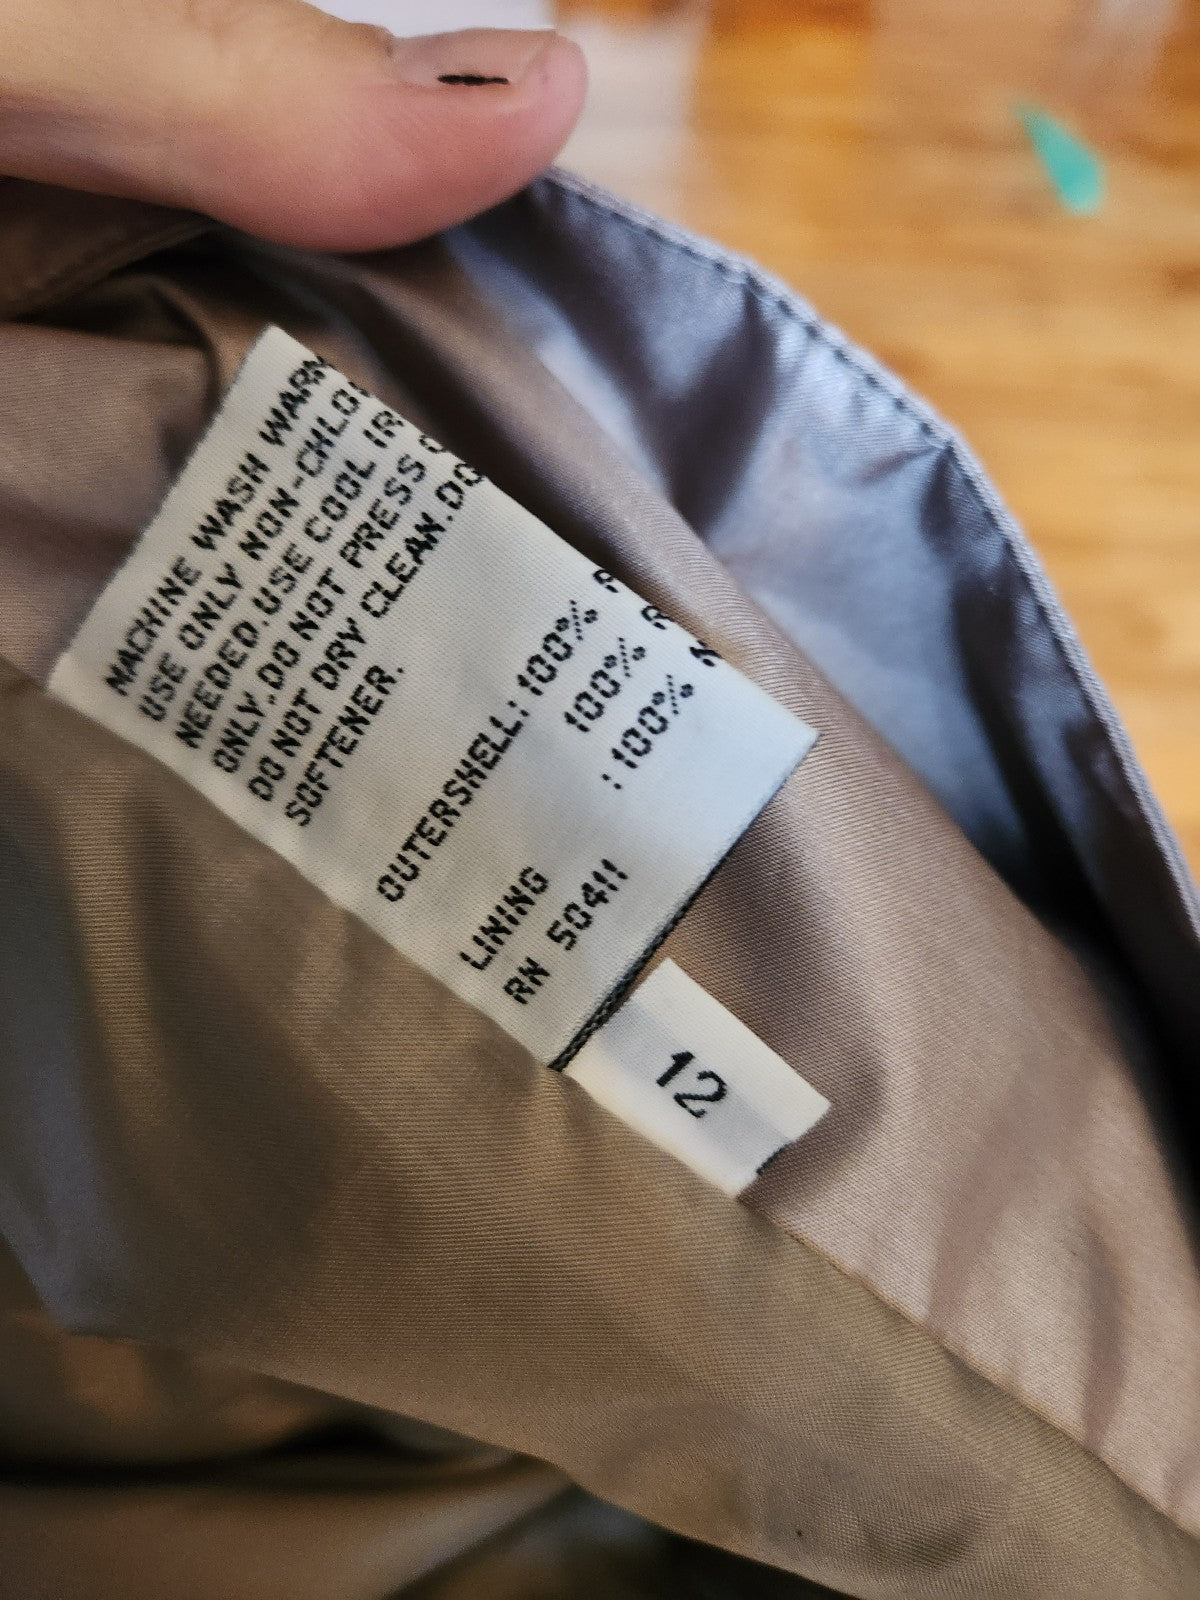 MACHINE WASH WARM
USE ONLY NON-CHLO
NEEDED.USE COOL IR
ONLY.DO NOT PRESS
DO NOT DRY CLEAN.DO
SOFTENER.
OUTERSHELL: 100%
100%
: 100% N
LINING
RN 50411
12